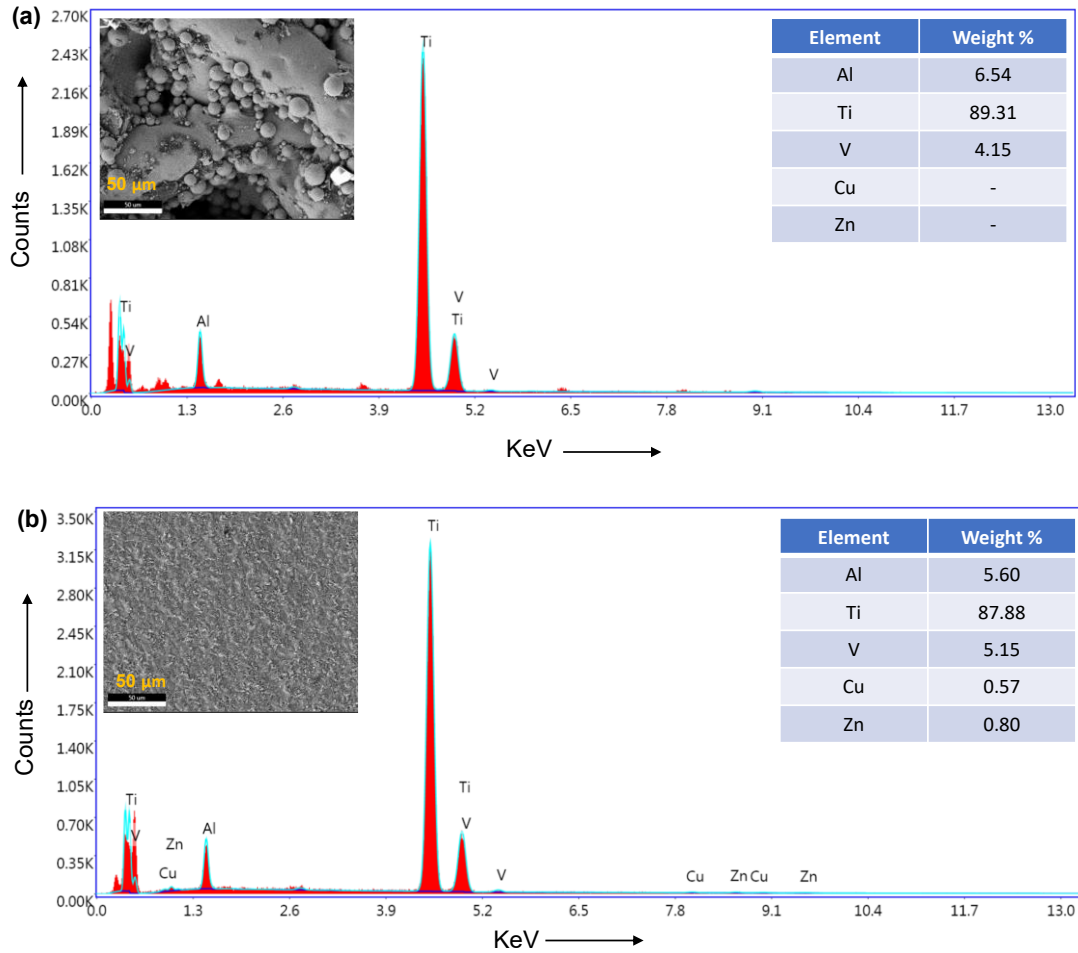 (a)
Counts
2.70K
2.43K
2.16K
1.89K
1.62K
1.35K
1.08K
0.81K
0.54K
0.27K
0.00K
50 µm
50 um
Ti
V
Al
Ti
V
Ti
V
0.0 1.3 2.6 3.9 5.2 6.5 7.8 9.1 10.4 11.7 13.0
KeV
Element Weight %
Al 6.54
Ti 89.31
V 4.15
Cu -
Zn -
(b)
Counts
3.50K
3.15K
2.80K
2.45K
2.10K
1.75K
1.40K
1.05K
0.70K
0.35K
0.00K
50 µm
50 um
Ti
V
Zn
Cu
Al
Ti
Ti
V
V
Cu Zn Cu Zn
0.0 1.3 2.6 3.9 5.2 6.5 7.8 9.1 10.4 11.7 13.0
KeV
Element Weight %
Al 5.60
Ti 87.88
V 5.15
Cu 0.57
Zn 0.80